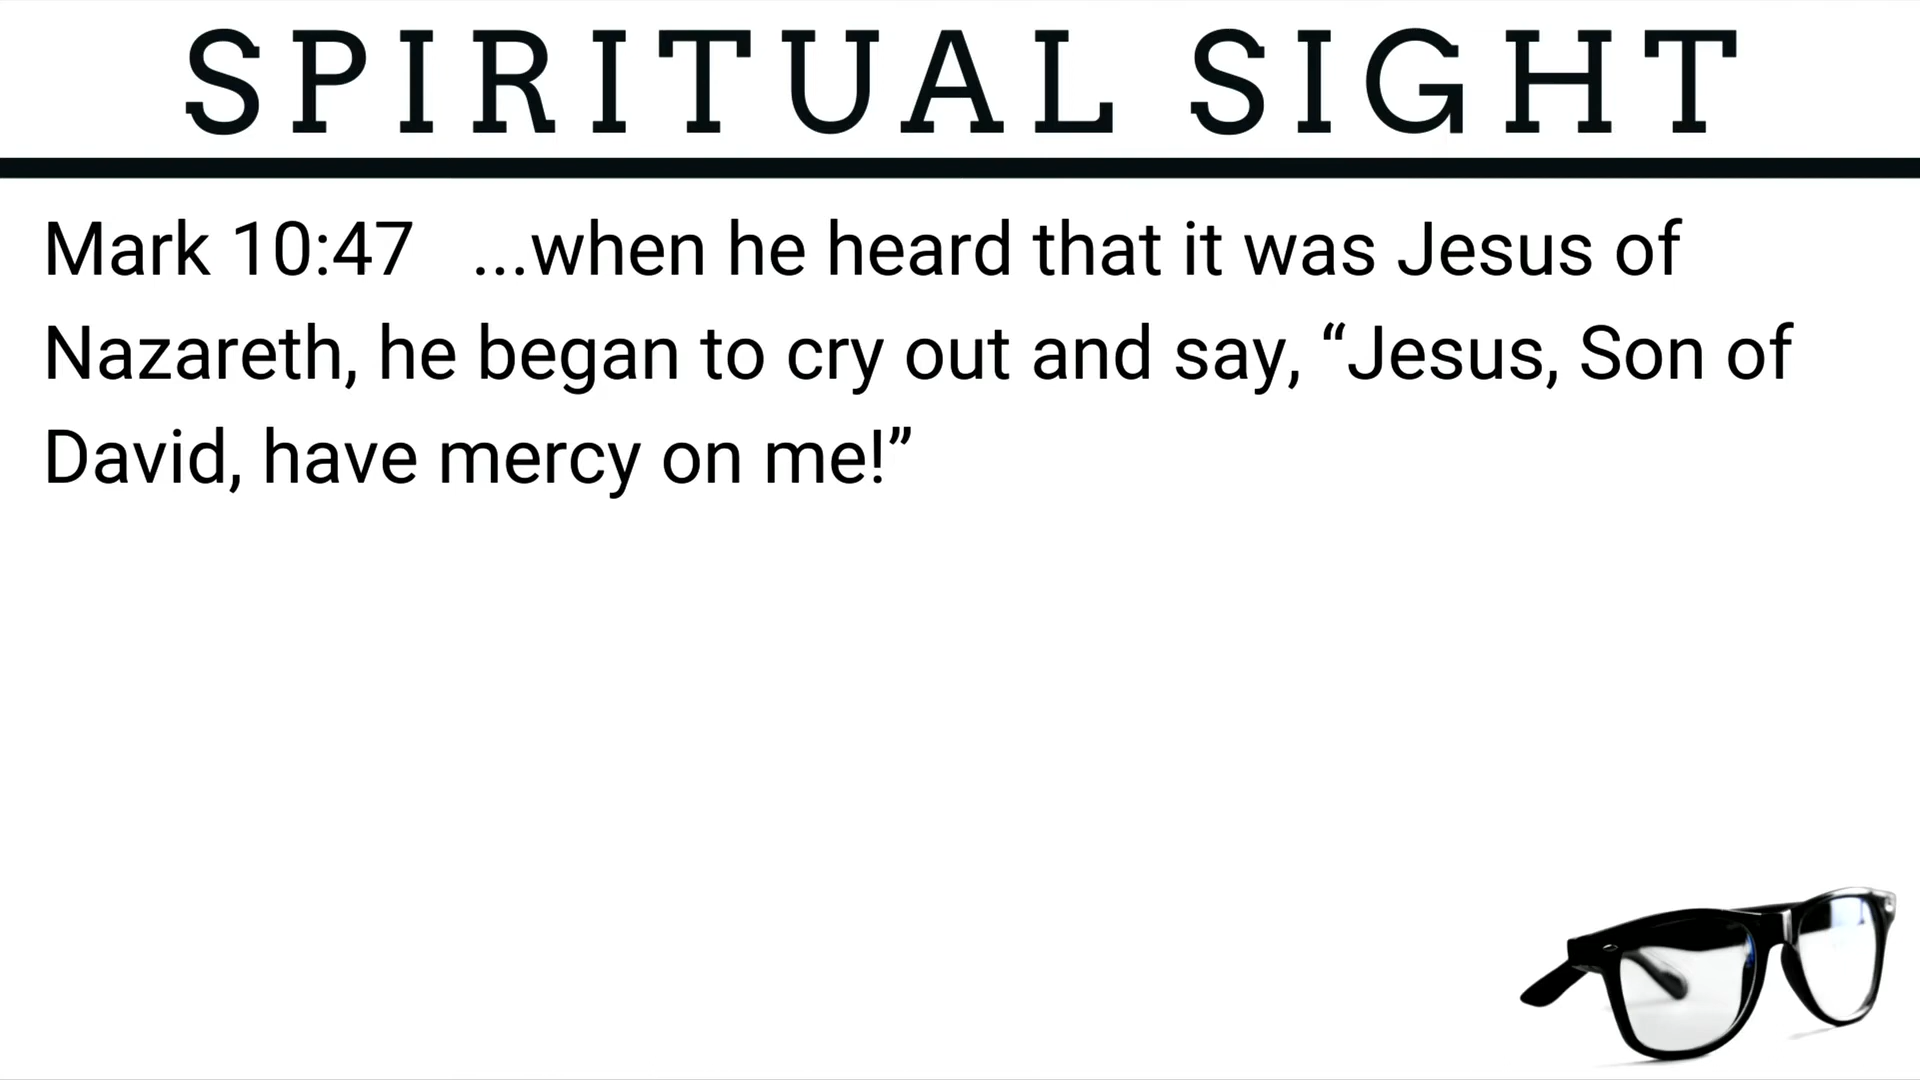 SPIRITUAL SIGHT
Mark 10:47   ...when he heard that it was Jesus of
Nazareth, he began to cry out and say, “Jesus, Son of
David, have mercy on me!”